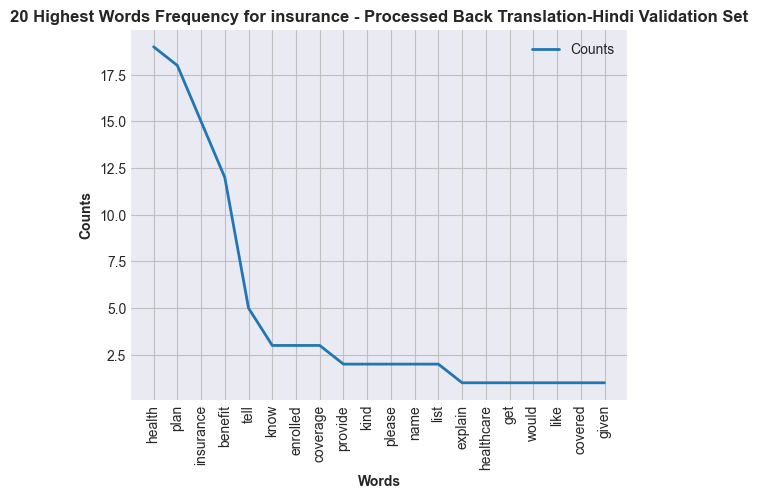 20 Highest Words Frequency for insurance - Processed Back Translation-Hindi Validation Set
Counts
17.5
15.0
12.5
10.0
7.5
5.0
2.5
Counts
health
plan
insurance
benefit
tell
know
enrolled
coverage
provide
kind
please
name
list
explain
healthcare
get
would
like
covered
given
Words